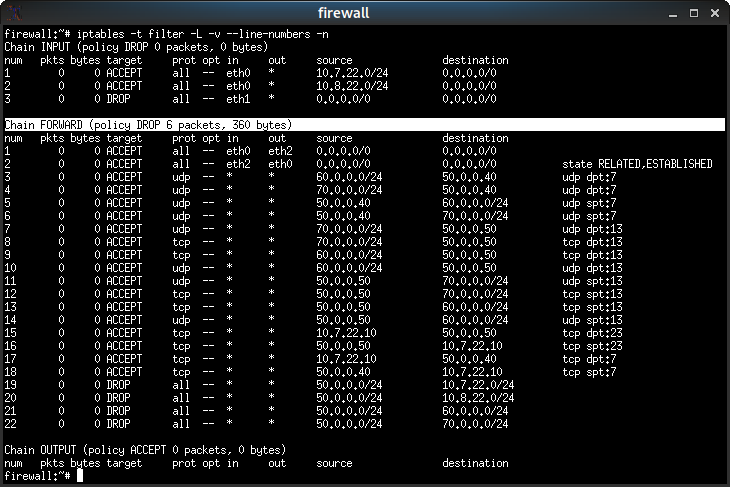 firewall
firewall:~# iptables -t filter -L -v --line-numbers -n
Chain INPUT (policy DROP 0 packets, 0 bytes)
num pkts bytes target prot opt in out source destination
1 0 0 ACCEPT all -- eth0 * 10.7.22.0/24 0.0.0.0/0
2 0 0 ACCEPT all -- eth0 * 10.8.22.0/24 0.0.0.0/0
3 0 0 DROP all -- eth1 * 0.0.0.0/0 0.0.0.0/0
Chain FORWARD (policy DROP 6 packets, 360 bytes)
num pkts bytes target prot opt in out source destination
1 0 0 ACCEPT all -- eth0 eth2 0.0.0.0/0 0.0.0.0/0
2 0 0 ACCEPT all -- eth2 eth0 0.0.0.0/0 0.0.0.0/0 state RELATED,ESTABLISHED
3 0 0 ACCEPT udp -- * * 60.0.0.0/24 50.0.0.40 udp dpt:7
4 0 0 ACCEPT udp -- * * 70.0.0.0/24 50.0.0.40 udp dpt:7
5 0 0 ACCEPT udp -- * * 50.0.0.40 60.0.0.0/24 udp spt:7
6 0 0 ACCEPT udp -- * * 50.0.0.40 70.0.0.0/24 udp spt:7
7 0 0 ACCEPT udp -- * * 70.0.0.0/24 50.0.0.50 udp dpt:13
8 0 0 ACCEPT tcp -- * * 70.0.0.0/24 50.0.0.50 tcp dpt:13
9 0 0 ACCEPT tcp -- * * 60.0.0.0/24 50.0.0.50 tcp dpt:13
10 0 0 ACCEPT udp -- * * 60.0.0.0/24 50.0.0.50 udp dpt:13
11 0 0 ACCEPT udp -- * * 50.0.0.50 70.0.0.0/24 udp spt:13
12 0 0 ACCEPT tcp -- * * 50.0.0.50 70.0.0.0/24 tcp spt:13
13 0 0 ACCEPT tcp -- * * 50.0.0.50 60.0.0.0/24 tcp spt:13
14 0 0 ACCEPT udp -- * * 50.0.0.50 60.0.0.0/24 udp spt:13
15 0 0 ACCEPT tcp -- * * 10.7.22.10 50.0.0.50 tcp dpt:23
16 0 0 ACCEPT tcp -- * * 50.0.0.50 10.7.22.10 tcp spt:23
17 0 0 ACCEPT tcp -- * * 10.7.22.10 50.0.0.40 tcp dpt:7
18 0 0 ACCEPT tcp -- * * 50.0.0.40 10.7.22.10 tcp spt:7
19 0 0 DROP all -- * * 50.0.0.0/24 10.7.22.0/24
20 0 0 DROP all -- * * 50.0.0.0/24 10.8.22.0/24
21 0 0 DROP all -- * * 50.0.0.0/24 60.0.0.0/24
22 0 0 DROP all -- * * 50.0.0.0/24 70.0.0.0/24
Chain OUTPUT (policy ACCEPT 0 packets, 0 bytes)
num pkts bytes target prot opt in out source destination
firewall:~#